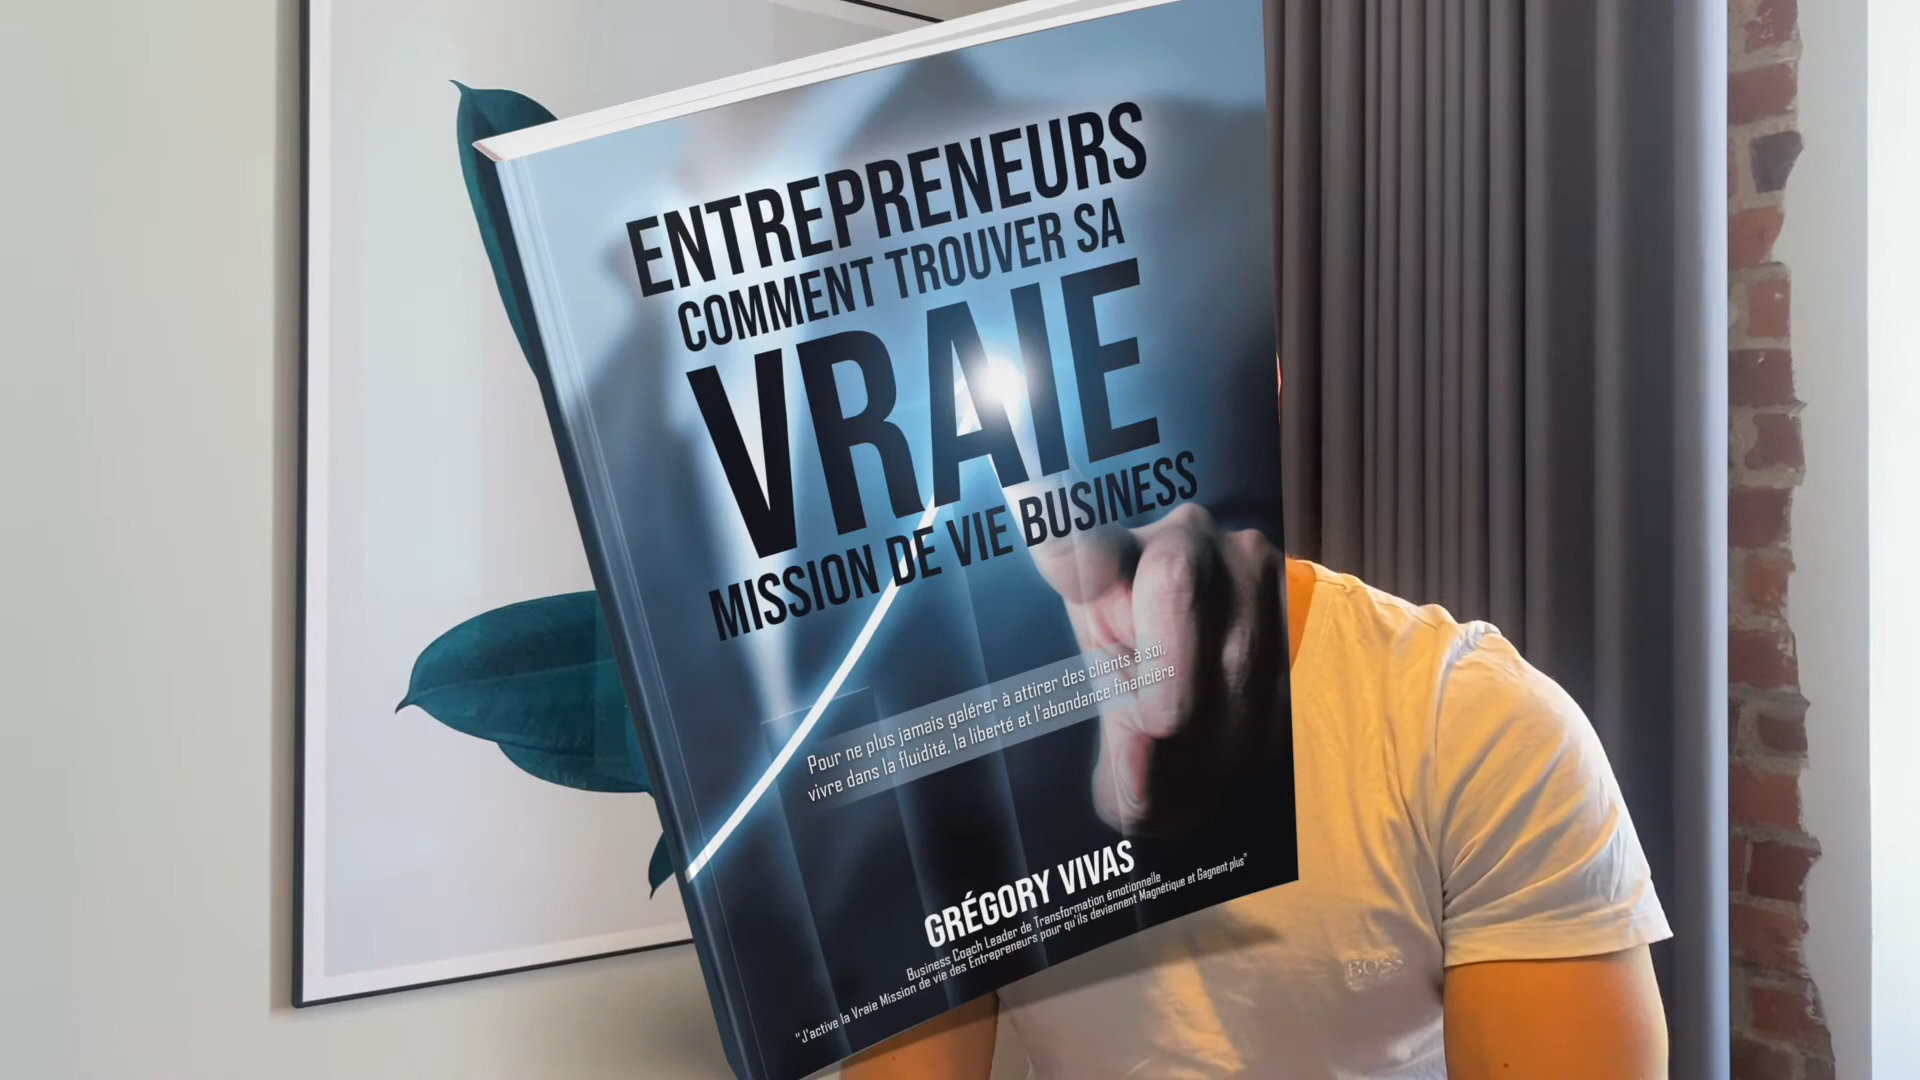 ENTREPRENEURS
COMMENT TROUVER SA
VRAIE
MISSION DE VIE BUSINESS
Pour ne plus jamais galérer à attirer des clients à soi,
vivre dans la fluidité, la liberté et l'abondance financière
GRÉGORY VIVAS
Business Coach Leader de Transformation émotionnelle
"J'active la Vraie Mission de vie des Entrepreneurs pour qu'ils deviennent Magnétique et Gagnent plus"
BOSS